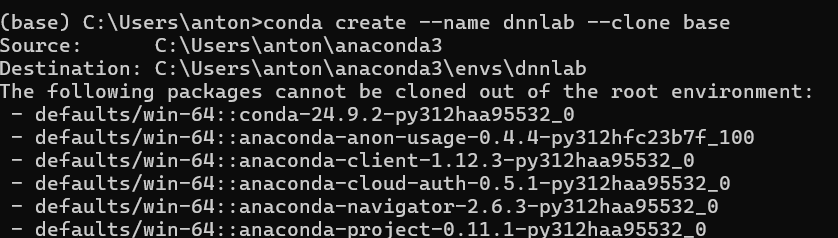 (base) C:\Users\anton>conda create --name dnnlab --clone base
Source:      C:\Users\anton\anaconda3
Destination: C:\Users\anton\anaconda3\envs\dnnlab
The following packages cannot be cloned out of the root environment:
 - defaults/win-64::conda-24.9.2-py312haa95532_0
 - defaults/win-64::anaconda-anon-usage-0.4.4-py312hfc23b7f_100
 - defaults/win-64::anaconda-client-1.12.3-py312haa95532_0
 - defaults/win-64::anaconda-cloud-auth-0.5.1-py312haa95532_0
 - defaults/win-64::anaconda-navigator-2.6.3-py312haa95532_0
 - defaults/win-64::anaconda-project-0.11.1-py312haa95532_0